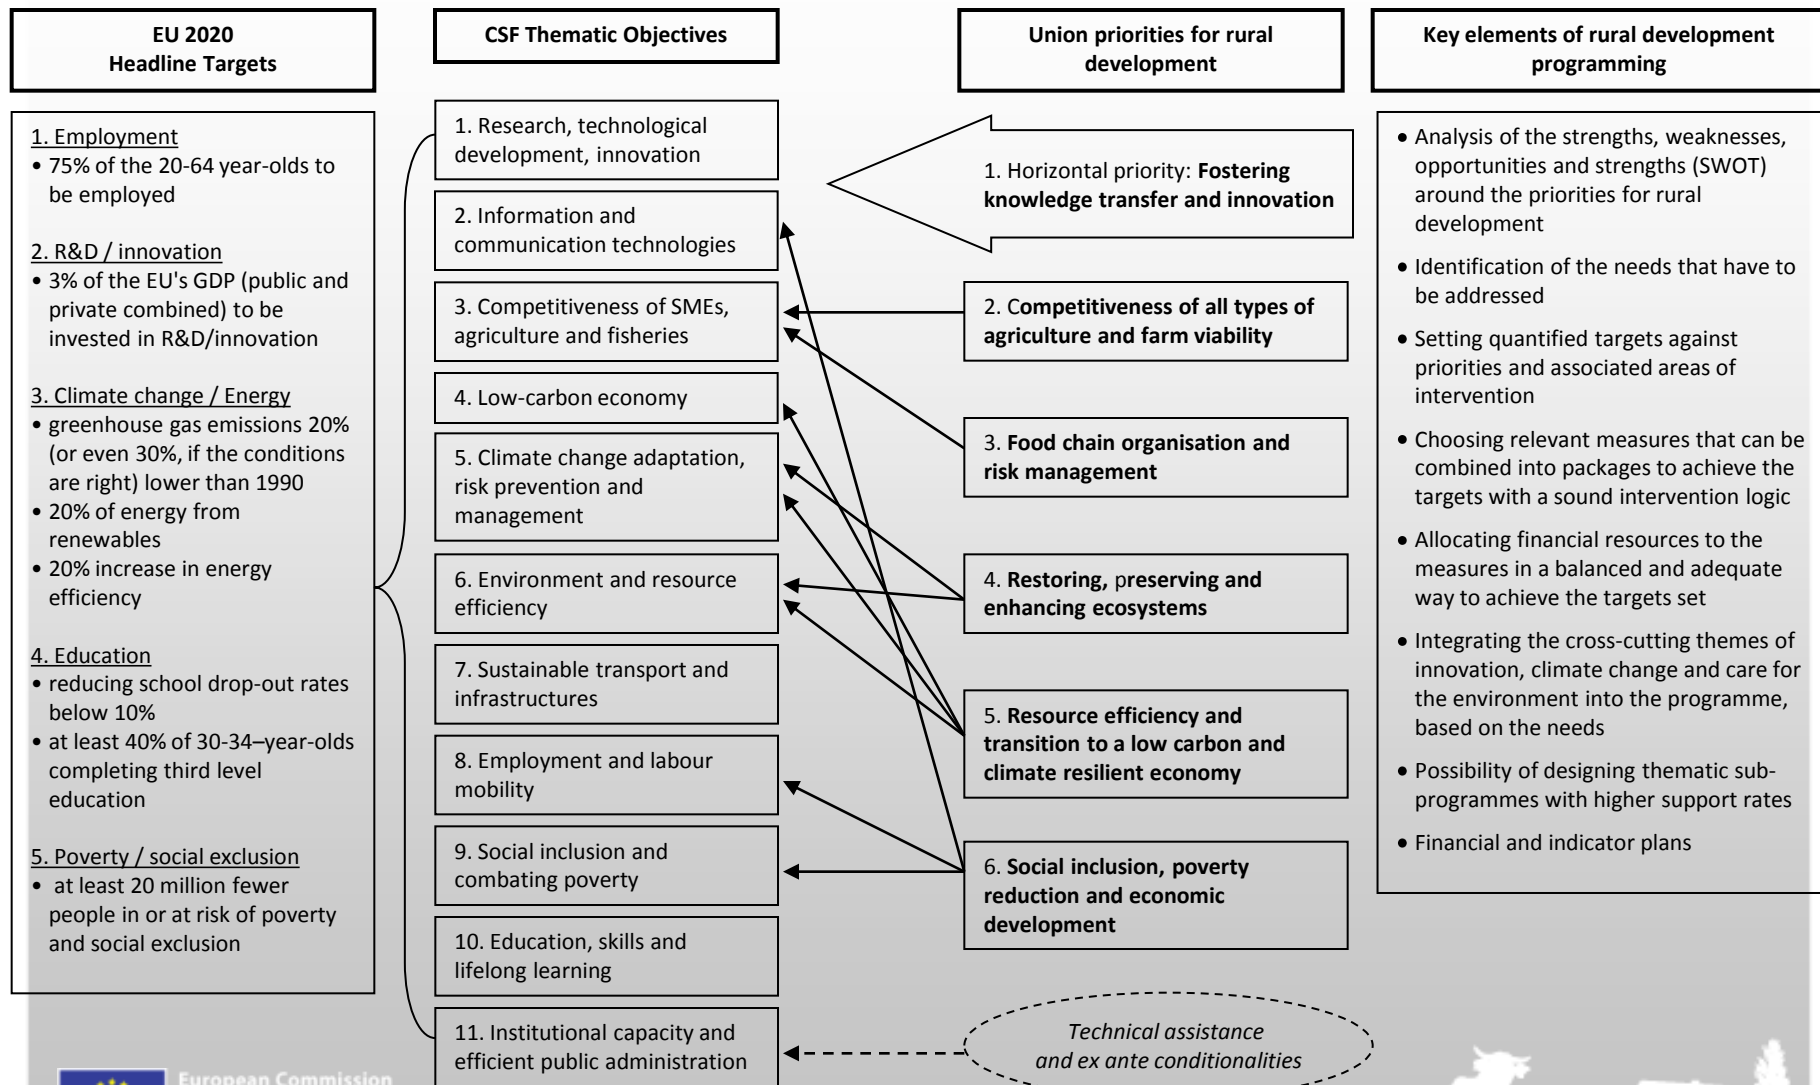 EU 2020
Headline Targets
CSF Thematic Objectives
Union priorities for rural
development
Key elements of rural development
programming
1. Employment
• 75% of the 20-64 year-olds to
be employed
2. R&D / innovation
• 3% of the EU's GDP (public and
private combined) to be
invested in R&D/innovation
3. Climate change / Energy
• greenhouse gas emissions 20%
(or even 30%, if the conditions
are right) lower than 1990
• 20% of energy from
renewables
• 20% increase in energy
efficiency
4. Education
• reducing school drop-out rates
below 10%
• at least 40% of 30-34–year-olds
completing third level
education
5. Poverty / social exclusion
• at least 20 million fewer
people in or at risk of poverty
and social exclusion
1. Research, technological
development, innovation
2. Information and
communication technologies
3. Competitiveness of SMEs,
agriculture and fisheries
4. Low-carbon economy
5. Climate change adaptation,
risk prevention and
management
6. Environment and resource
efficiency
7. Sustainable transport and
infrastructures
8. Employment and labour
mobility
9. Social inclusion and
combating poverty
10. Education, skills and
lifelong learning
11. Institutional capacity and
efficient public administration
1. Horizontal priority: Fostering
knowledge transfer and innovation
2. Competitiveness of all types of
agriculture and farm viability
3. Food chain organisation and
risk management
4. Restoring, preserving and
enhancing ecosystems
5. Resource efficiency and
transition to a low carbon and
climate resilient economy
6. Social inclusion, poverty
reduction and economic
development
Technical assistance
and ex ante conditionalities
• Analysis of the strengths, weaknesses,
opportunities and strengths (SWOT)
around the priorities for rural
development
• Identification of the needs that have to
be addressed
• Setting quantified targets against
priorities and associated areas of
intervention
• Choosing relevant measures that can be
combined into packages to achieve the
targets with a sound intervention logic
• Allocating financial resources to the
measures in a balanced and adequate
way to achieve the targets set
• Integrating the cross-cutting themes of
innovation, climate change and care for
the environment into the programme,
based on the needs
• Possibility of designing thematic sub-
programmes with higher support rates
• Financial and indicator plans
European Commission